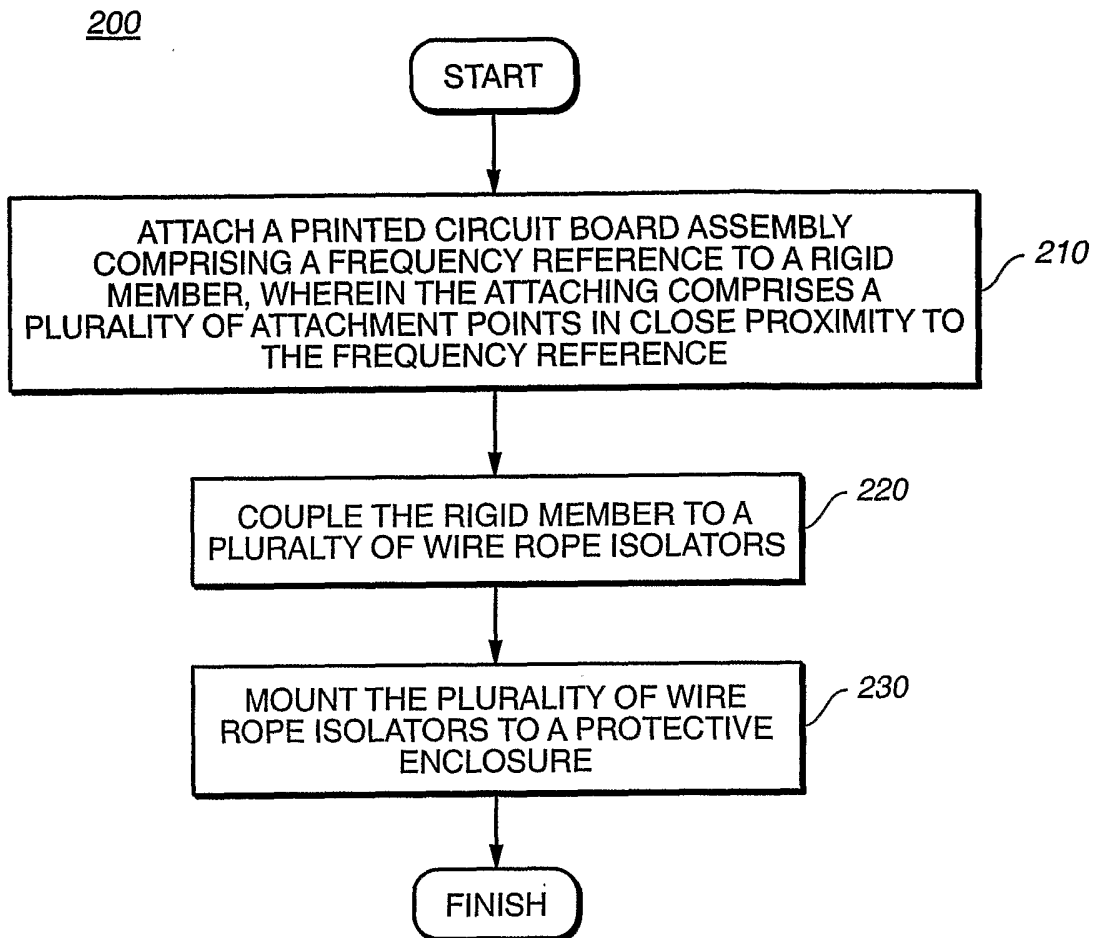 200
START
ATTACH A PRINTED CIRCUIT BOARD ASSEMBLY
COMPRISING A FREQUENCY REFERENCE TO A RIGID
MEMBER, WHEREIN THE ATTACHING COMPRISES A
PLURALITY OF ATTACHMENT POINTS IN CLOSE PROXIMITY TO
THE FREQUENCY REFERENCE
210
COUPLE THE RIGID MEMBER TO A
PLURALTY OF WIRE ROPE ISOLATORS
220
MOUNT THE PLURALITY OF WIRE
ROPE ISOLATORS TO A PROTECTIVE
ENCLOSURE
230
FINISH